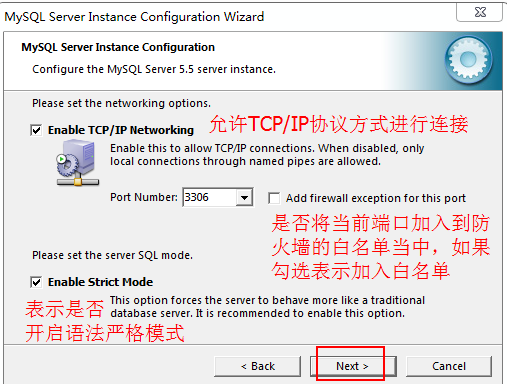 MySQL Server Instance Configuration Wizard
MySQL Server Instance Configuration
Configure the MySQL Server 5.5 server instance.
Please set the networking options.
Enable TCP/IP Networking
允许TCP/IP协议方式进行连接
Enable this to allow TCP/IP connections. When disabled, only
local connections through named pipes are allowed.
Port Number: 3306
Add firewall exception for this port
是否将当前端口加入到防
火墙的白名单当中，如果
勾选表示加入白名单
Please set the server SQL mode.
Enable Strict Mode
This option forces the server to behave more like a traditional
database server. It is recommended to enable this option.
表示是否
开启语法严格模式
< Back
Next >
Cancel